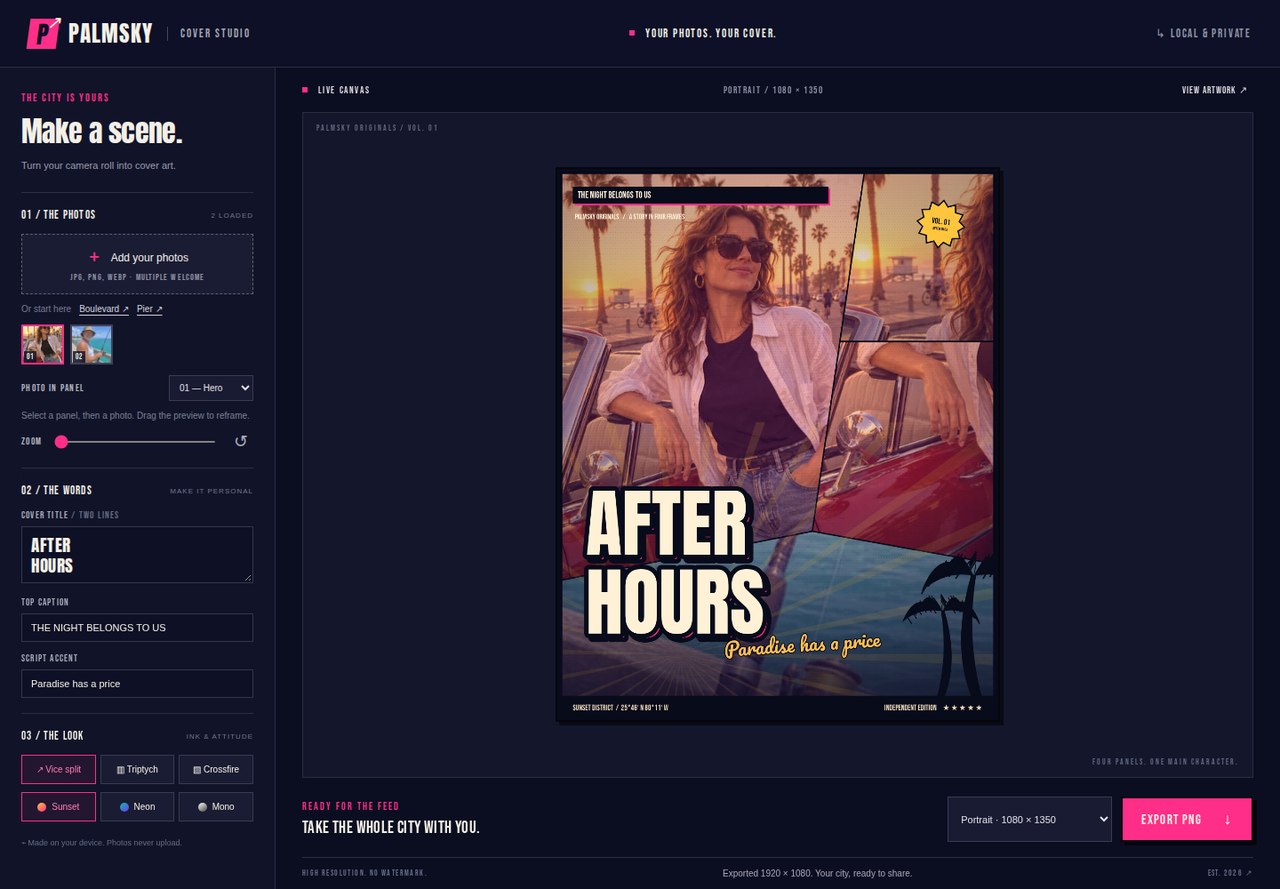 P PALMSKY COVER STUDIO
YOUR PHOTOS. YOUR COVER.
↳ LOCAL & PRIVATE
THE CITY IS YOURS
Make a scene.
Turn your camera roll into cover art.
01 / THE PHOTOS 2 LOADED
+ Add your photos
JPG, PNG, WEBP · MULTIPLE WELCOME
Or start here Boulevard ↗ Pier ↗
01 02
PHOTO IN PANEL 01 — Hero
Select a panel, then a photo. Drag the preview to reframe.
ZOOM ↺
02 / THE WORDS MAKE IT PERSONAL
COVER TITLE / TWO LINES
AFTER
HOURS
TOP CAPTION
THE NIGHT BELONGS TO US
SCRIPT ACCENT
Paradise has a price
03 / THE LOOK INK & ATTITUDE
↗ Vice split Triptych Crossfire
Sunset Neon Mono
Made on your device. Photos never upload.
LIVE CANVAS PORTRAIT / 1080 × 1350 VIEW ARTWORK ↗
PALMSKY ORIGINALS / VOL. 01
THE NIGHT BELONGS TO US
PALMSKY ORIGINALS / A STORY IN FOUR FRAMES
VOL. 01
AFTER
HOURS
Paradise has a price
SUNSET DISTRICT / 25°46' N 80°11' W INDEPENDENT EDITION ★★★★★
FOUR PANELS. ONE MAIN CHARACTER.
READY FOR THE FEED
TAKE THE WHOLE CITY WITH YOU.
Portrait · 1080 × 1350
EXPORT PNG ↓
HIGH RESOLUTION. NO WATERMARK. Exported 1920 × 1080. Your city, ready to share. EST. 2026 ↗